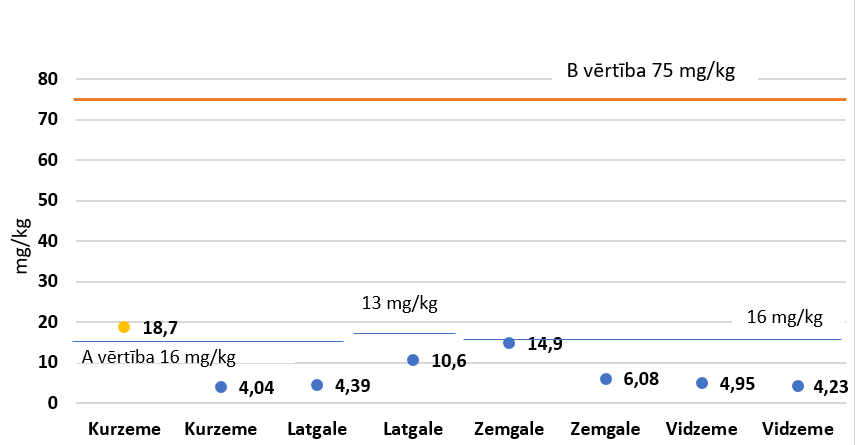 B vērtība 75 mg/kg
80
70
60
50
40
30
20
10
0
mg/kg
13 mg/kg
16 mg/kg
A vērtība 16 mg/kg
18,7
4,04
4,39
10,6
14,9
6,08
4,95
4,23
Kurzeme Kurzeme Latgale Latgale Zemgale Zemgale Vidzeme Vidzeme